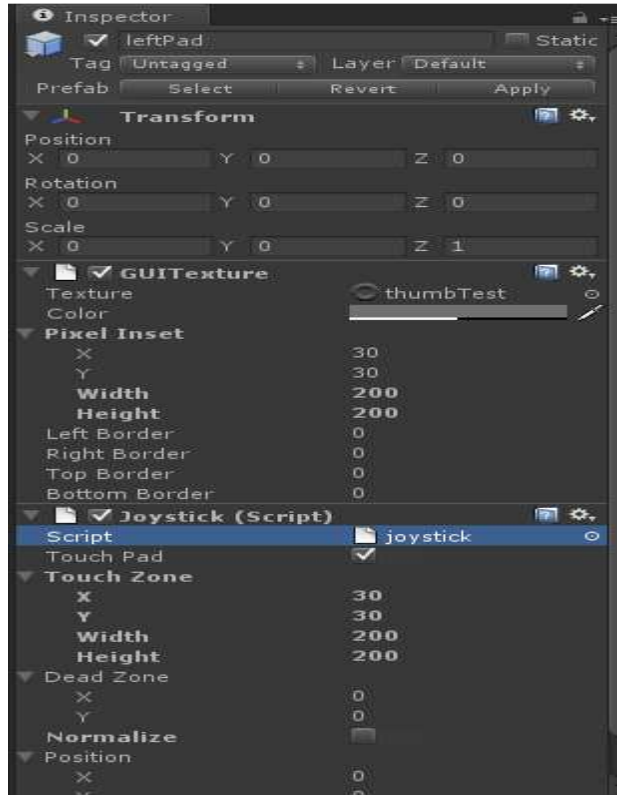 Inspector
leftPad Static
Tag Untagged Layer Default
Prefab Select Revert Apply
Transform
Position
X 0 Y 0 Z 0
Rotation
X 0 Y 0 Z 0
Scale
X 0 Y 0 Z 1
GUITexture
Texture thumbTest
Color
Pixel Inset
X 30
Y 30
Width 200
Height 200
Left Border 0
Right Border 0
Top Border 0
Bottom Border 0
Joystick (Script)
Script joystick
Touch Pad
Touch Zone
X 30
Y 30
Width 200
Height 200
Dead Zone
X 0
Y 0
Normalize
Position
X 0